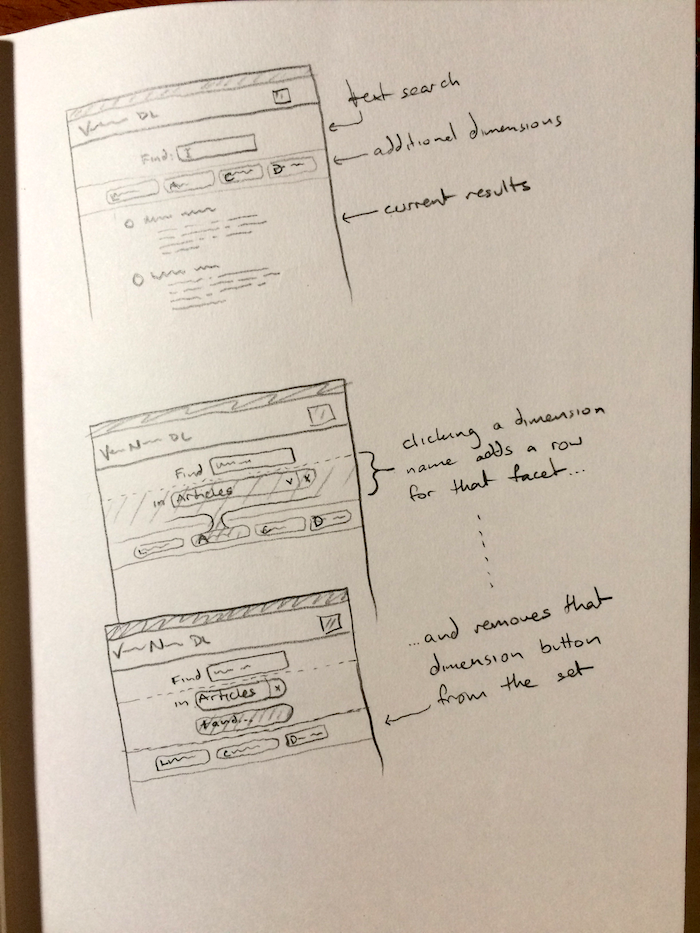 text search
DL
Find: I
additional dimensions
A
C
D
current results
DL
clicking a dimension
name adds a row
for that facet...
Find
in Articles v x
A
C
D
DL
...and removes that
dimension button
from the set
Find
in Articles x
C
D